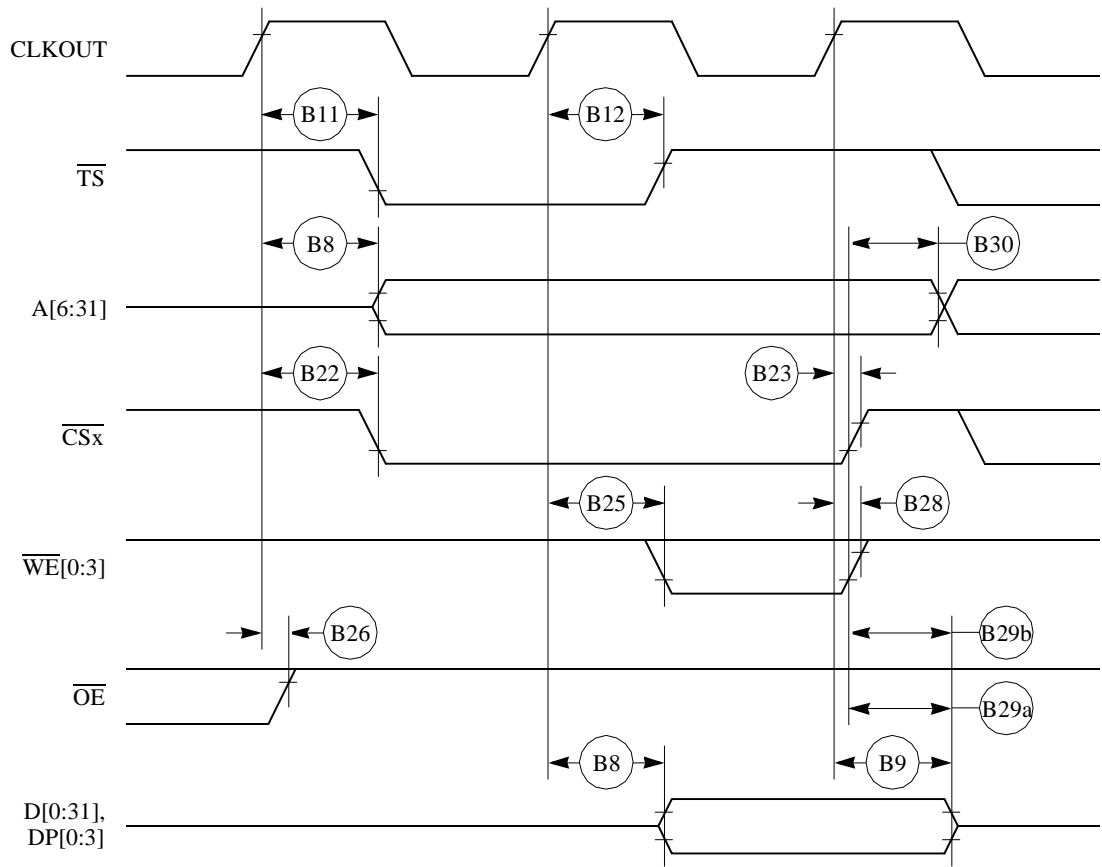 CLKOUT
B11
B12
TS
B8
B30
A[6:31]
B22
B23
CSx
B25
B28
WE[0:3]
B26
B29b
OE
B29a
B8
B9
D[0:31],
DP[0:3]